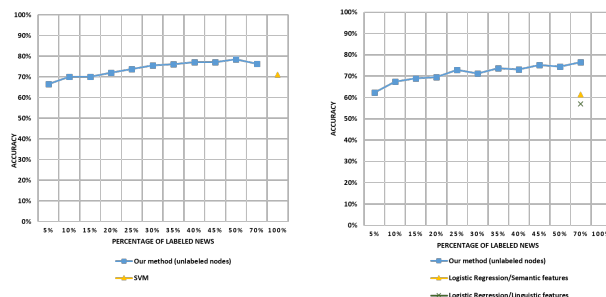 100%
90%
80%
70%
60%
50%
40%
30%
20%
10%
0%
ACCURACY
5% 10% 15% 20% 25% 30% 35% 40% 45% 50% 70% 100%
PERCENTAGE OF LABELED NEWS
Our method (unlabeled nodes)
SVM
100%
90%
80%
70%
60%
50%
40%
30%
20%
10%
0%
ACCURACY
5% 10% 15% 20% 25% 30% 35% 40% 45% 50% 70% 100%
PERCENTAGE OF LABELED NEWS
Our method (unlabeled nodes)
Logistic Regression/Semantic features
Logistic Regression/Linguistic features